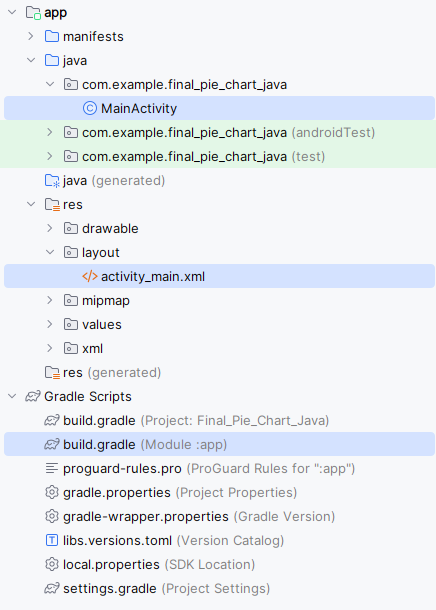 app
manifests
java
com.example.final_pie_chart_java
MainActivity
com.example.final_pie_chart_java (androidTest)
com.example.final_pie_chart_java (test)
java (generated)
res
drawable
layout
activity_main.xml
mipmap
values
xml
res (generated)
Gradle Scripts
build.gradle (Project: Final_Pie_Chart_Java)
build.gradle (Module :app)
proguard-rules.pro (ProGuard Rules for ":app")
gradle.properties (Project Properties)
gradle-wrapper.properties (Gradle Version)
libs.versions.toml (Version Catalog)
local.properties (SDK Location)
settings.gradle (Project Settings)